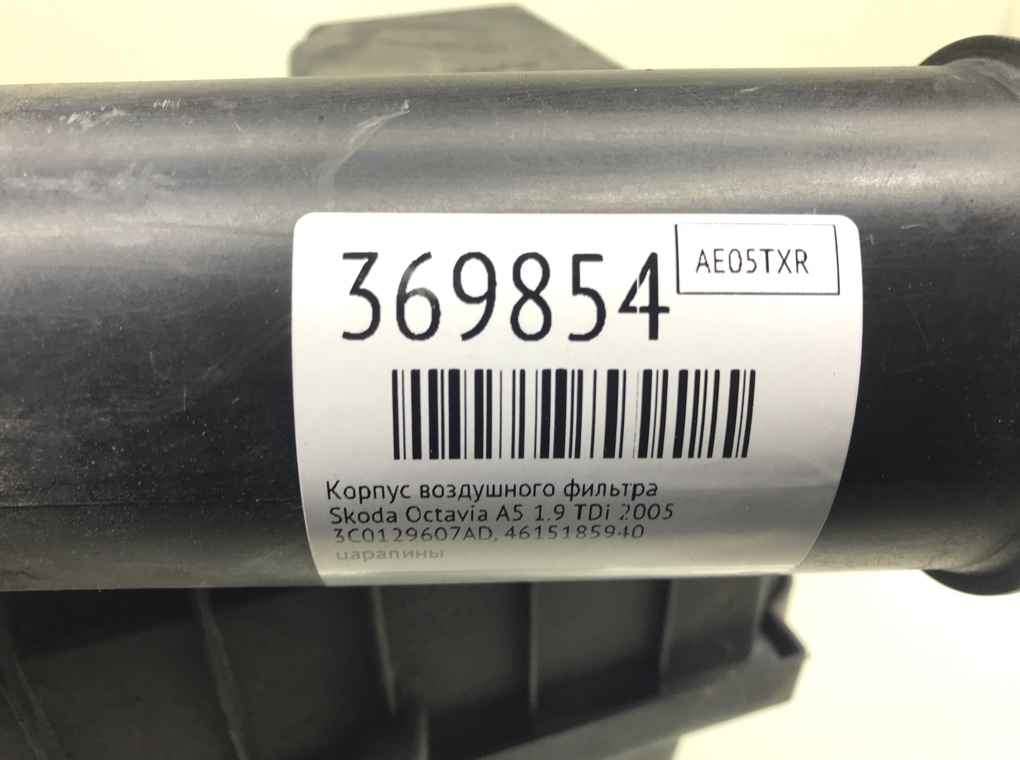 369854
AE05TXR
Корпус воздушного фильтра
Skoda Octavia A5 1.9 TDi 2005
3C0129607AD, 4615185940
царапины